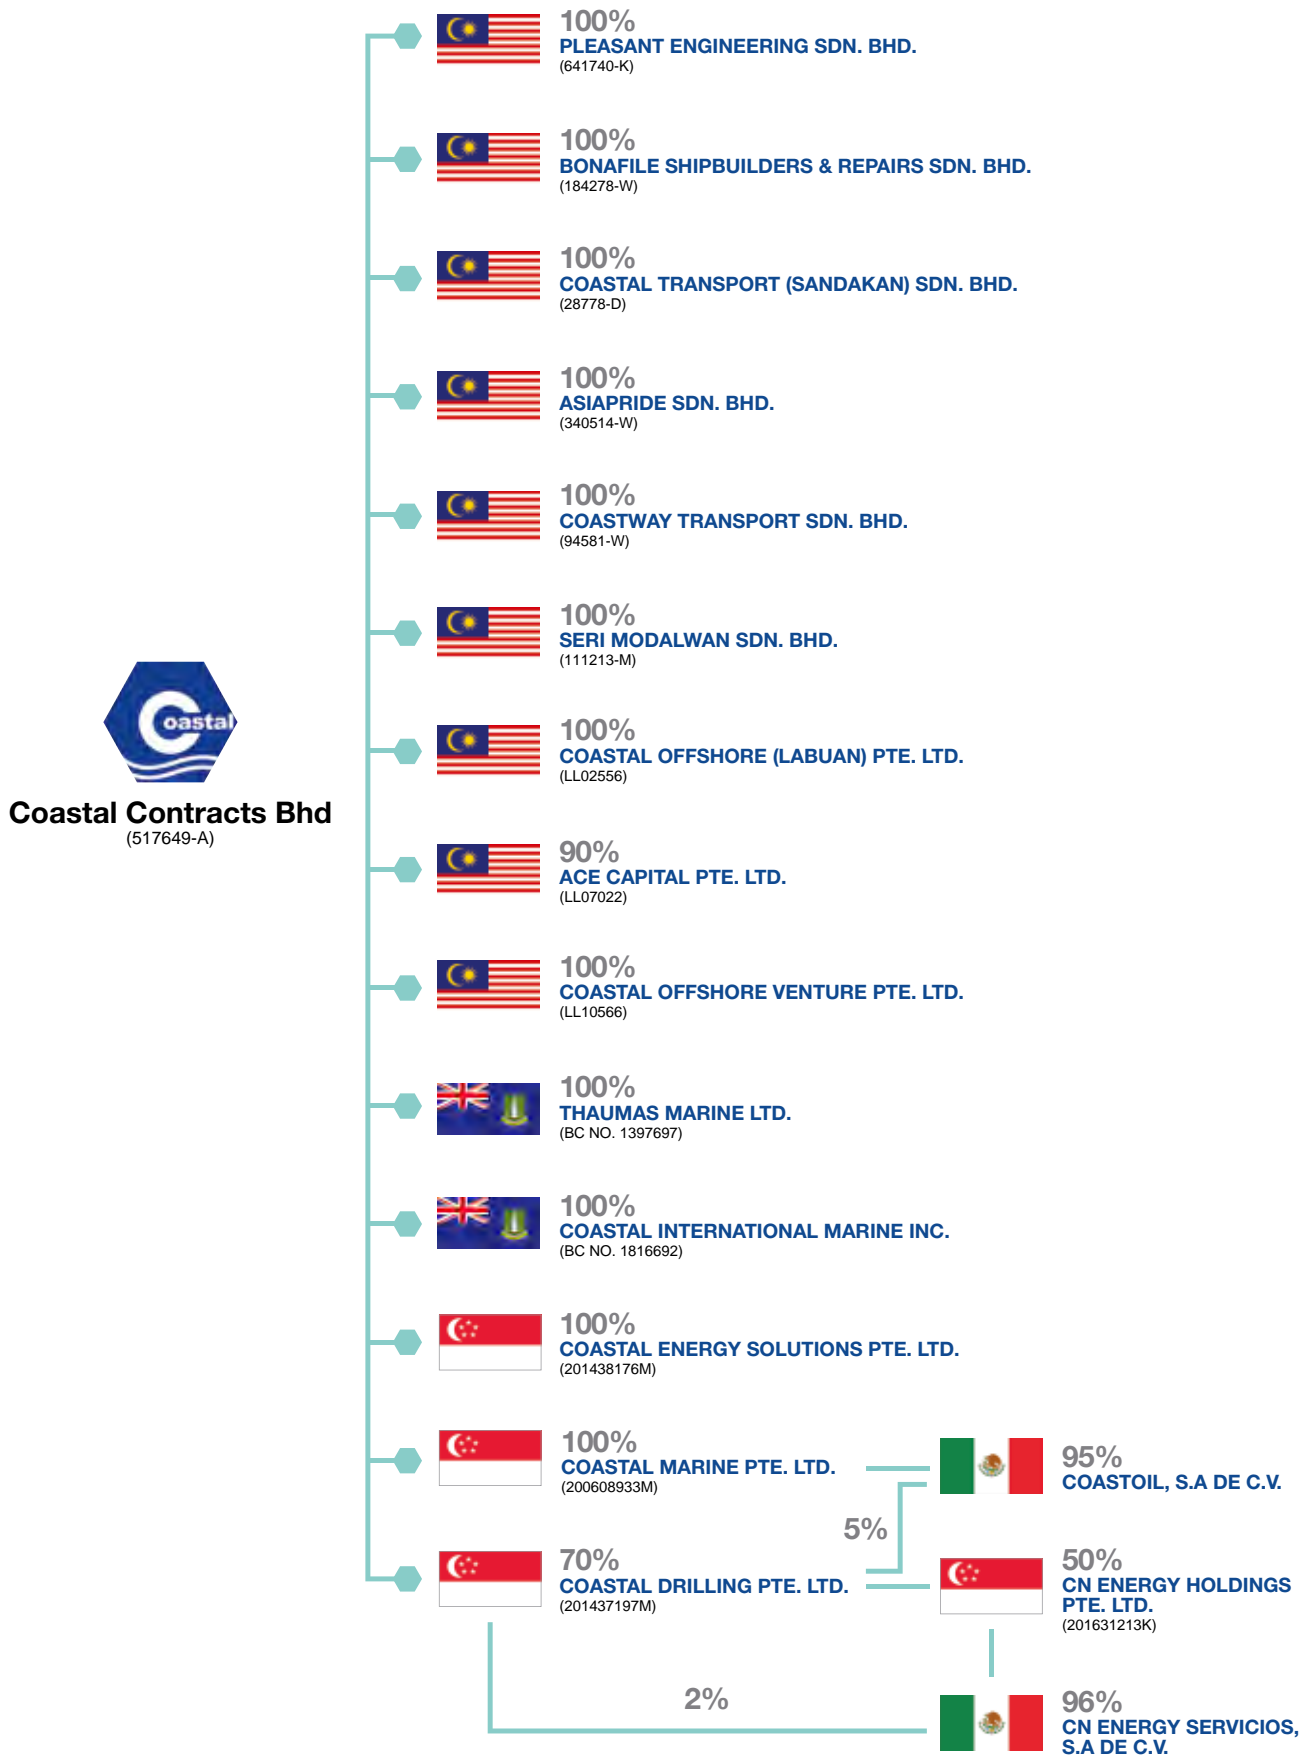 100%
PLEASANT ENGINEERING SDN. BHD.
(641740-K)
100%
BONAFILE SHIPBUILDERS & REPAIRS SDN. BHD.
(184278-W)
100%
COASTAL TRANSPORT (SANDAKAN) SDN. BHD.
(28778-D)
100%
ASIAPRIDE SDN. BHD.
(340514-W)
100%
COASTWAY TRANSPORT SDN. BHD.
(94581-W)
100%
SERI MODALWAN SDN. BHD.
(111213-M)
Coastal
Coastal Contracts Bhd
(517649-A)
100%
COASTAL OFFSHORE (LABUAN) PTE. LTD.
(LL02556)
90%
ACE CAPITAL PTE. LTD.
(LL07022)
100%
COASTAL OFFSHORE VENTURE PTE. LTD.
(LL10566)
100%
THAUMAS MARINE LTD.
(BC NO. 1397697)
100%
COASTAL INTERNATIONAL MARINE INC.
(BC NO. 1816692)
100%
COASTAL ENERGY SOLUTIONS PTE. LTD.
(201438176M)
100%
COASTAL MARINE PTE. LTD.
(200608933M)
95%
COASTOIL, S.A DE C.V.
5%
70%
COASTAL DRILLING PTE. LTD.
(201437197M)
50%
CN ENERGY HOLDINGS
PTE. LTD.
(201631213K)
2%
96%
CN ENERGY SERVICIOS,
S.A DE C.V.